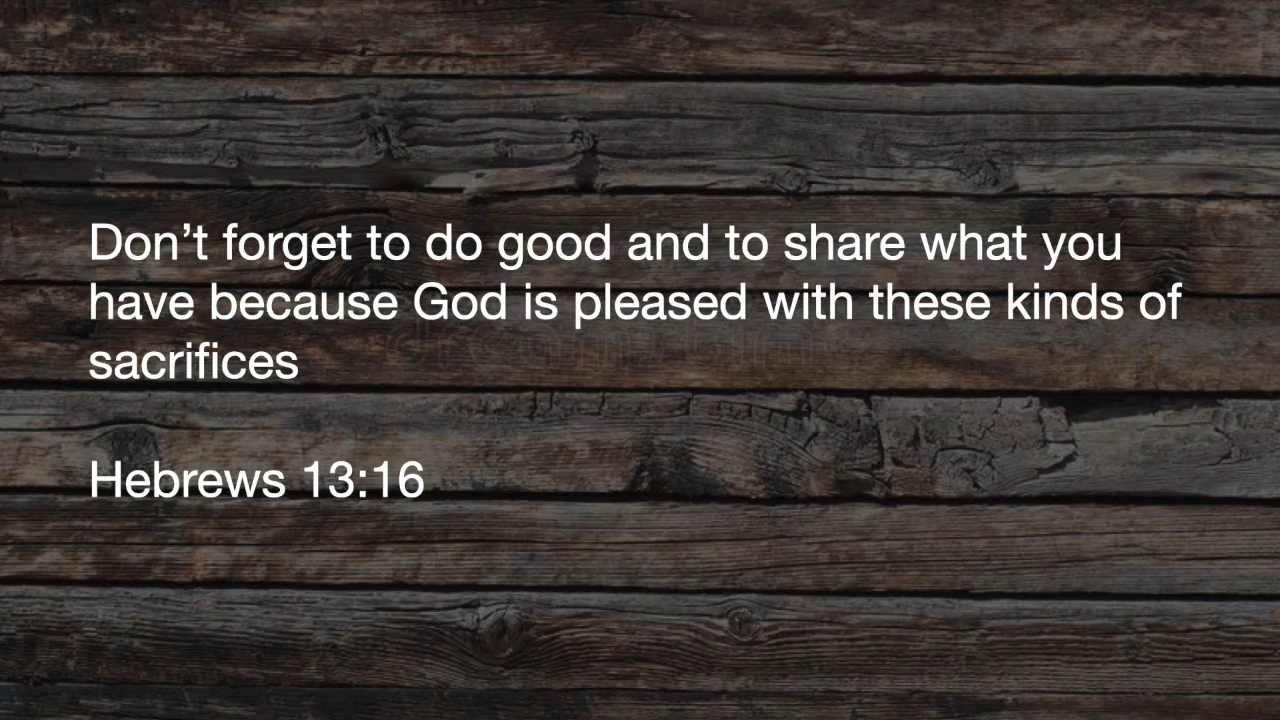 Don’t forget to do good and to share what you
have because God is pleased with these kinds of
sacrifices
Hebrews 13:16